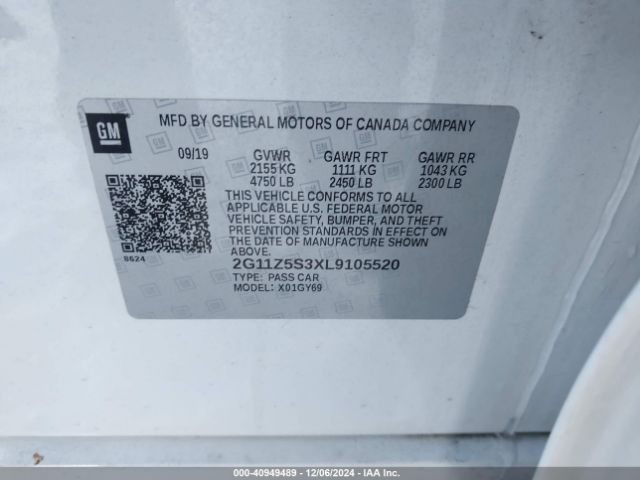 GM
MFD BY GENERAL MOTORS OF CANADA COMPANY
09/19 GVWR GAWR FRT GAWR RR
2155 KG 1111 KG 1043 KG
4750 LB 2450 LB 2300 LB
THIS VEHICLE CONFORMS TO ALL
APPLICABLE U.S. FEDERAL MOTOR
VEHICLE SAFETY, BUMPER, AND THEFT
PREVENTION STANDARDS IN EFFECT ON
THE DATE OF MANUFACTURE SHOWN
ABOVE.
8624
2G11Z5S3XL9105520
TYPE: PASS CAR
MODEL: X01GY69
000-40949489 - 12/06/2024 - IAA Inc.